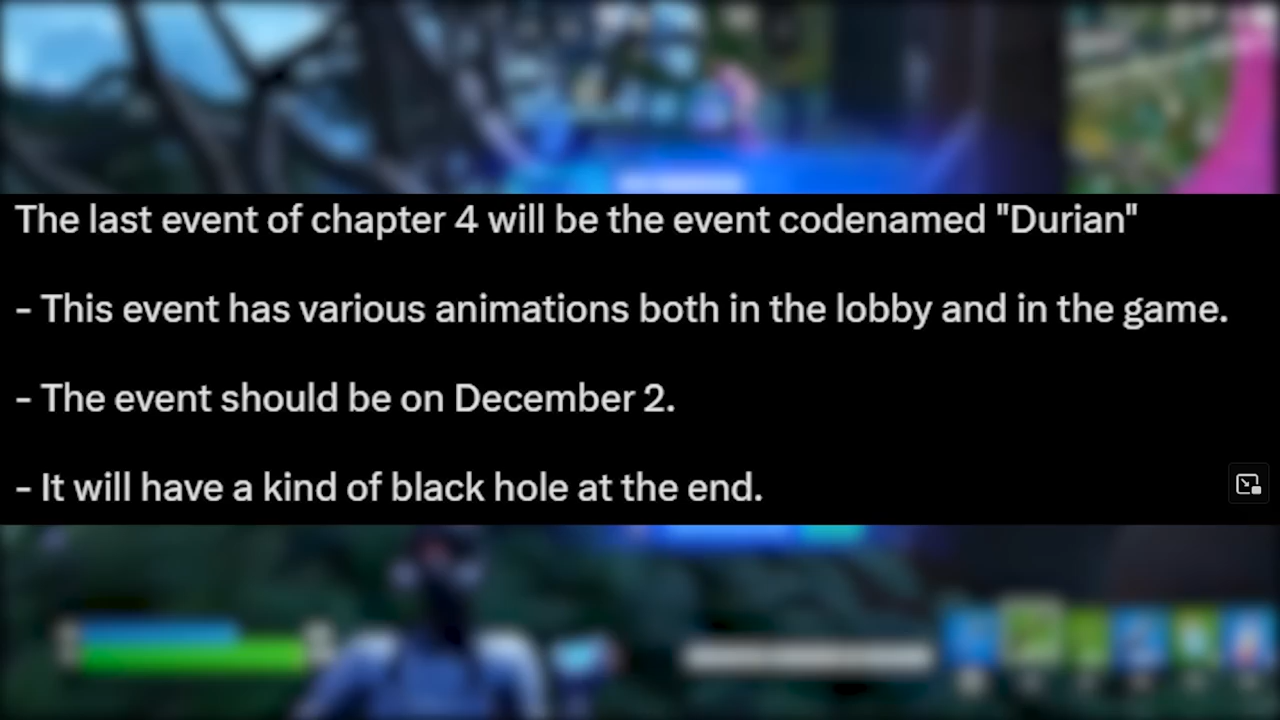 The last event of chapter 4 will be the event codenamed "Durian"
- This event has various animations both in the lobby and in the game.
- The event should be on December 2.
- It will have a kind of black hole at the end.